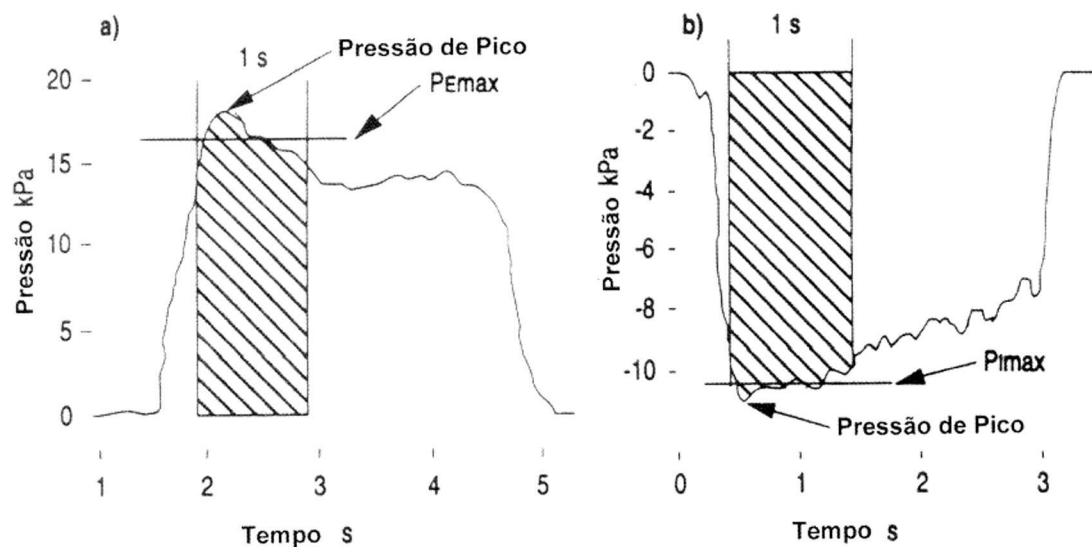 a)
1 s
Pressão de Pico
PEmax
20
15
10
5
0
Pressão kPa
1 2 3 4 5
Tempo s
b)
1 s
0
-2
-4
-6
-8
-10
Pressão kPa
PImax
Pressão de Pico
0 1 2 3
Tempo s